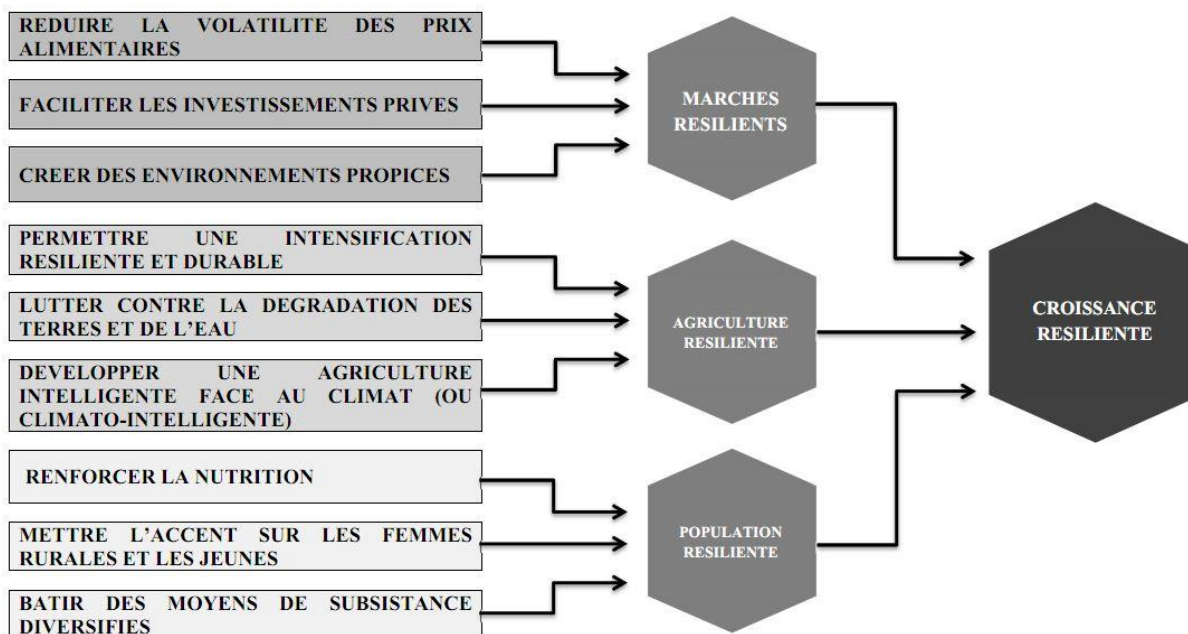 REDUIRE LA VOLATILITE DES PRIX
ALIMENTAIRES
FACILITER LES INVESTISSEMENTS PRIVES
CREER DES ENVIRONNEMENTS PROPICES
MARCHES
RESILIENTS
PERMETTRE UNE INTENSIFICATION
RESILIENTE ET DURABLE
LUTTER CONTRE LA DEGRADATION DES
TERRES ET DE L’EAU
DEVELOPPER UNE AGRICULTURE
INTELLIGENTE FACE AU CLIMAT (OU
CLIMATO-INTELLIGENTE)
AGRICULTURE
RESILIENTE
RENFORCER LA NUTRITION
METTRE L’ACCENT SUR LES FEMMES
RURALES ET LES JEUNES
BATIR DES MOYENS DE SUBSISTANCE
DIVERSIFIES
POPULATION
RESILIENTE
CROISSANCE
RESILIENTE